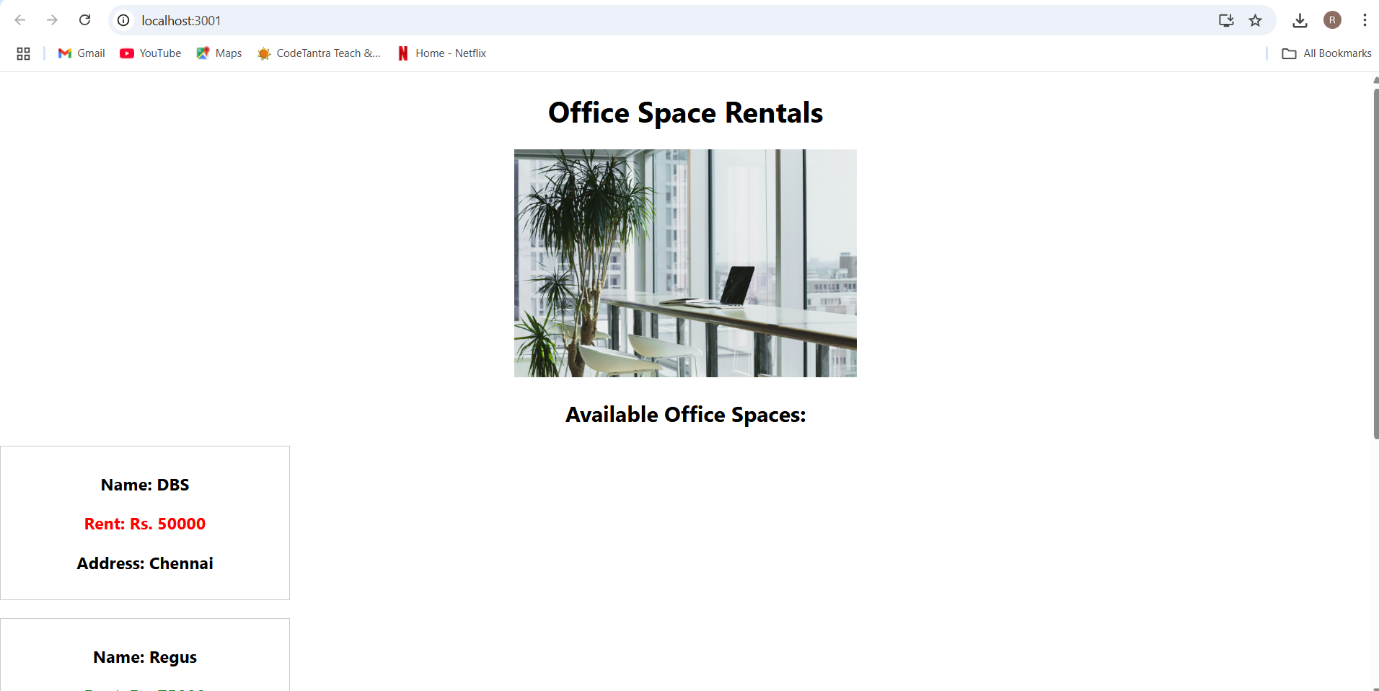 localhost:3001
R
Gmail
YouTube
Maps
CodeTantra Teach &...
Home - Netflix
All Bookmarks
Office Space Rentals
Available Office Spaces:
Name: DBS
Rent: Rs. 50000
Address: Chennai
Name: Regus